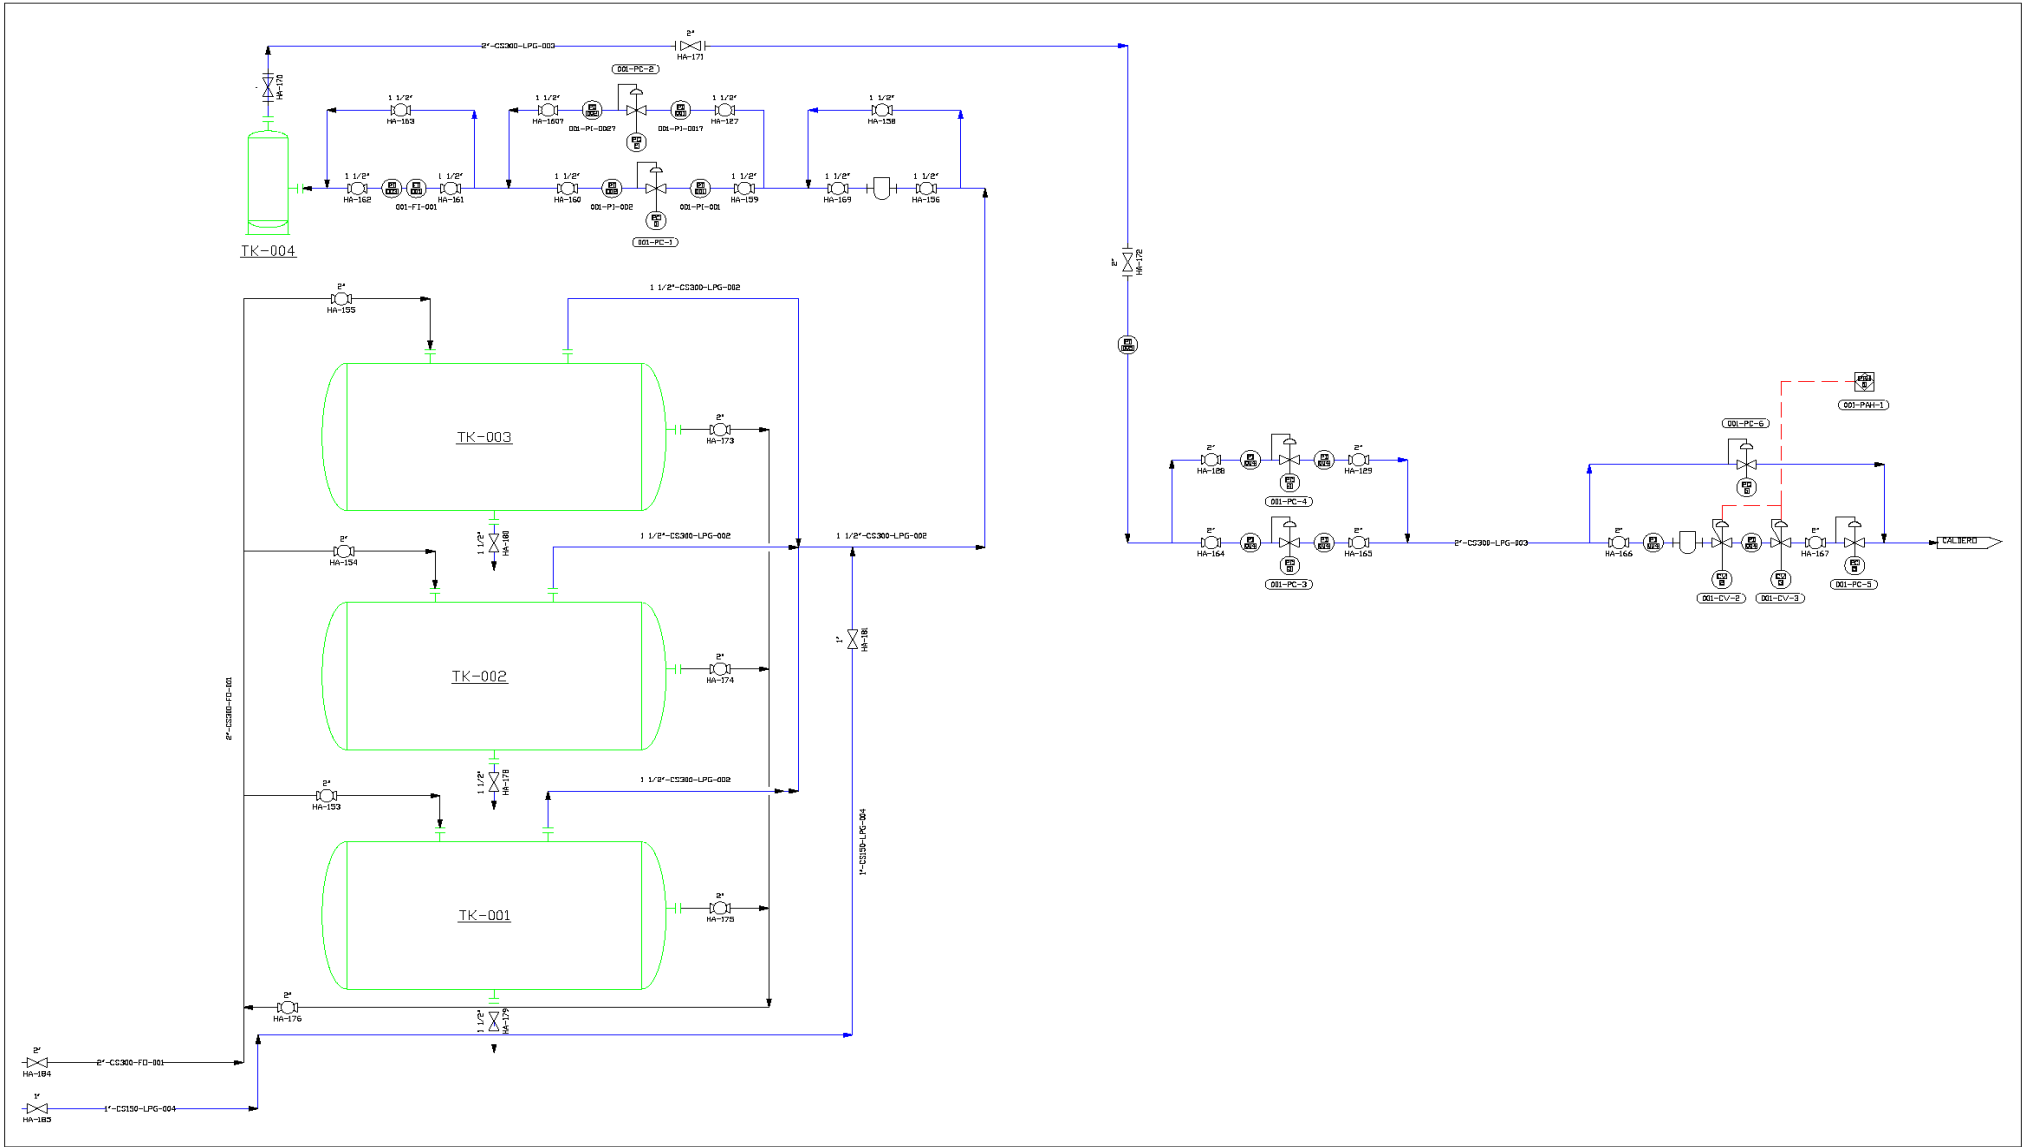 2"
2"-CS300-LPG-003
HA-171
001-PC-2
HA-170
1 1/2"
1 1/2"
1 1/2"
1 1/2"
HA-163
HA-160?
001-PI-002?
001-PI-001?
HA-127
HA-158
1 1/2"
1 1/2"
1 1/2"
1 1/2"
1 1/2"
1 1/2"
HA-162
001-FI-001
HA-161
HA-160
001-PI-002
001-PI-001
HA-159
HA-169
HA-156
001-PC-1
TK-004
2"
HA-172
2"
HA-155
1 1/2"-CS300-LPG-002
001-PAH-1
TK-003
2"
HA-173
001-PC-6
2"
2"
HA-128
HA-129
001-PC-4
1 1/2"
HA-180
2"
HA-154
1 1/2"-CS300-LPG-002
1 1/2"-CS300-LPG-002
2"
2"
HA-164
HA-165
001-PC-3
2"-CS300-LPG-003
2"
2"
HA-166
HA-167
001-CV-2
001-CV-3
001-PC-5
CALDERO
2"-CS300-FO-001
TK-002
2"
HA-174
1"
HA-181
1 1/2"
HA-178
2"
HA-153
1 1/2"-CS300-LPG-002
1"-CS150-LPG-004
TK-001
2"
HA-175
2"
HA-176
1 1/2"
HA-179
2"
HA-184
2"-CS300-FO-001
1"
HA-185
1"-CS150-LPG-004